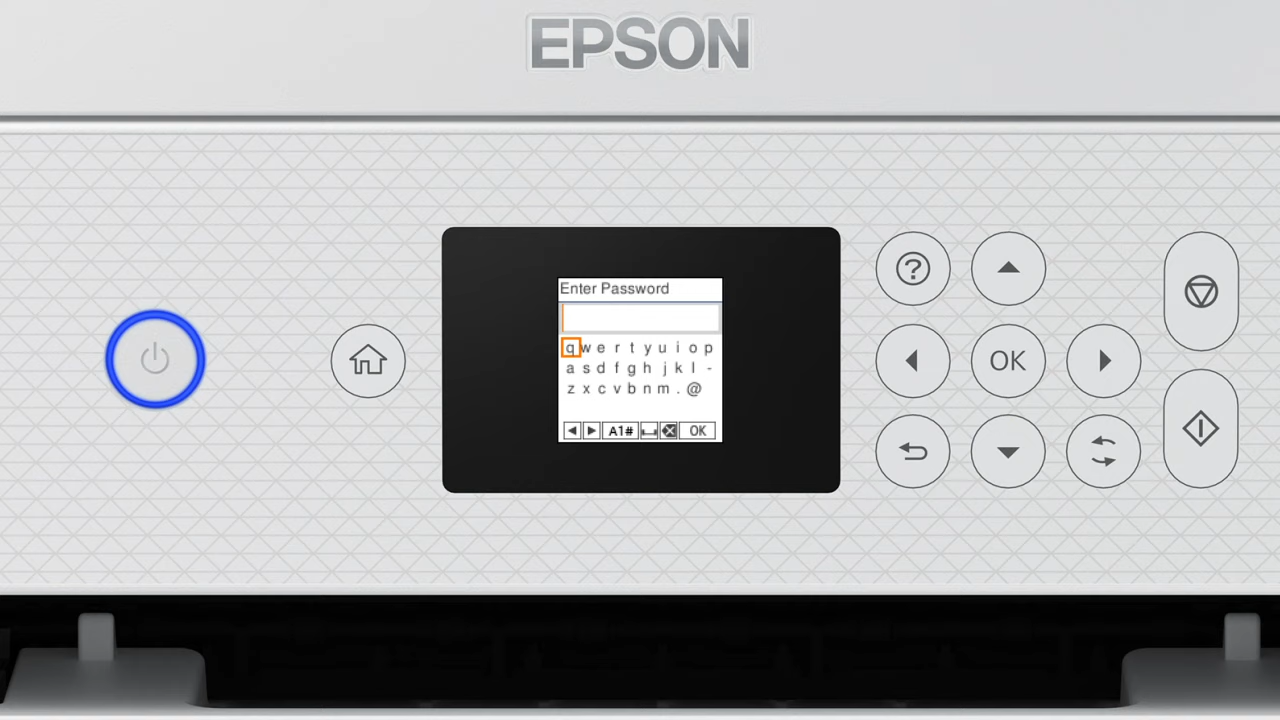 EPSON
Enter Password
q w e r t y u i o p
a s d f g h j k l -
z x c v b n m . @
A1# OK
? OK